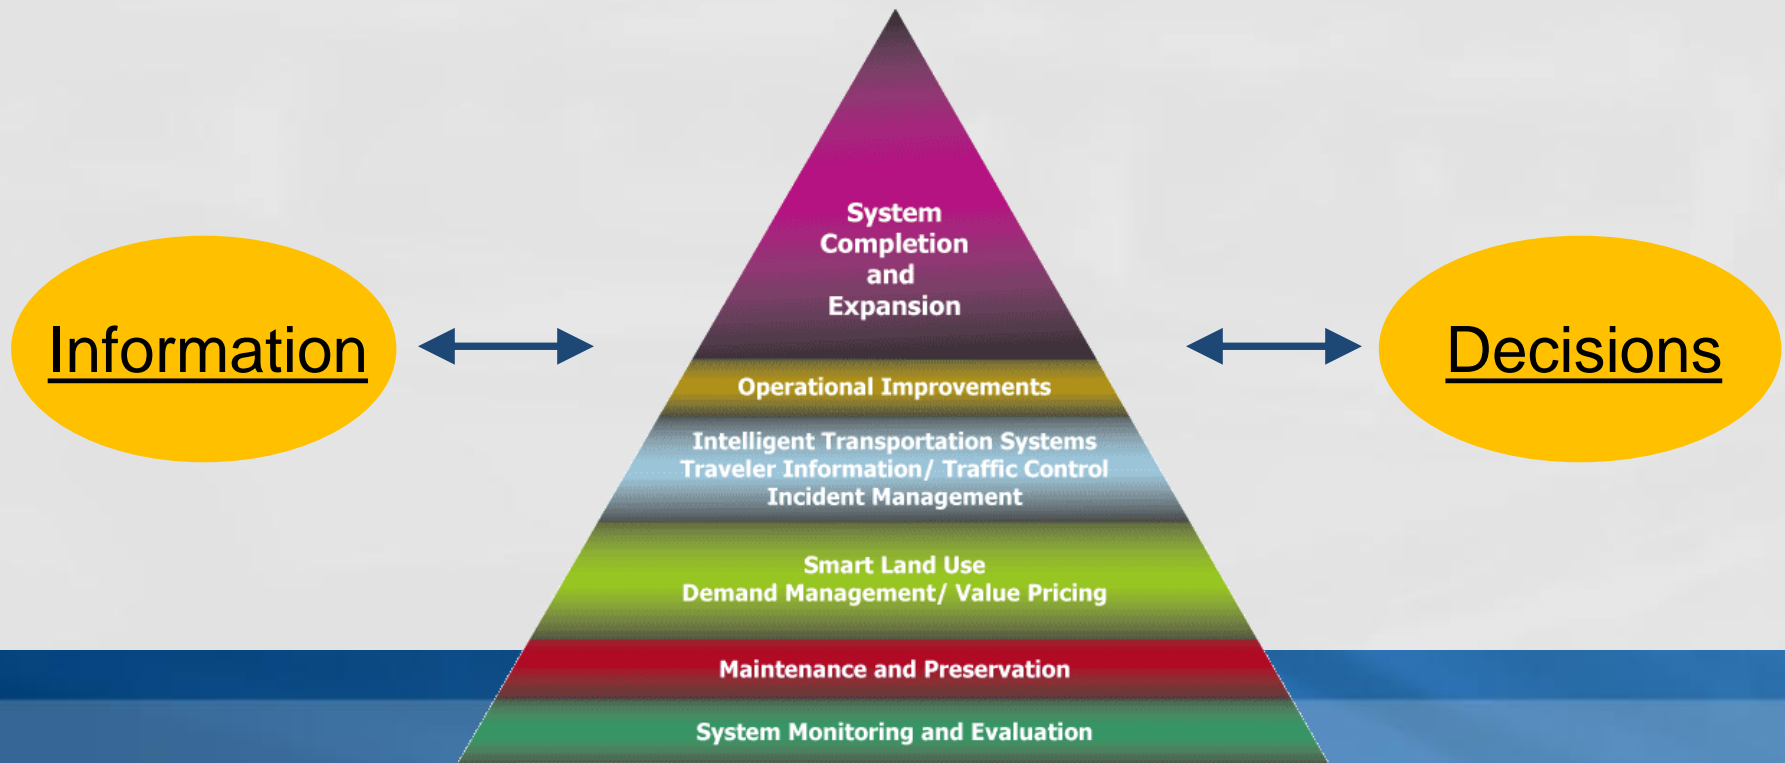 System
Completion
and
Expansion
Information
Decisions
Operational Improvements
Intelligent Transportation Systems
Traveler Information/ Traffic Control
Incident Management
Smart Land Use
Demand Management/ Value Pricing
Maintenance and Preservation
System Monitoring and Evaluation